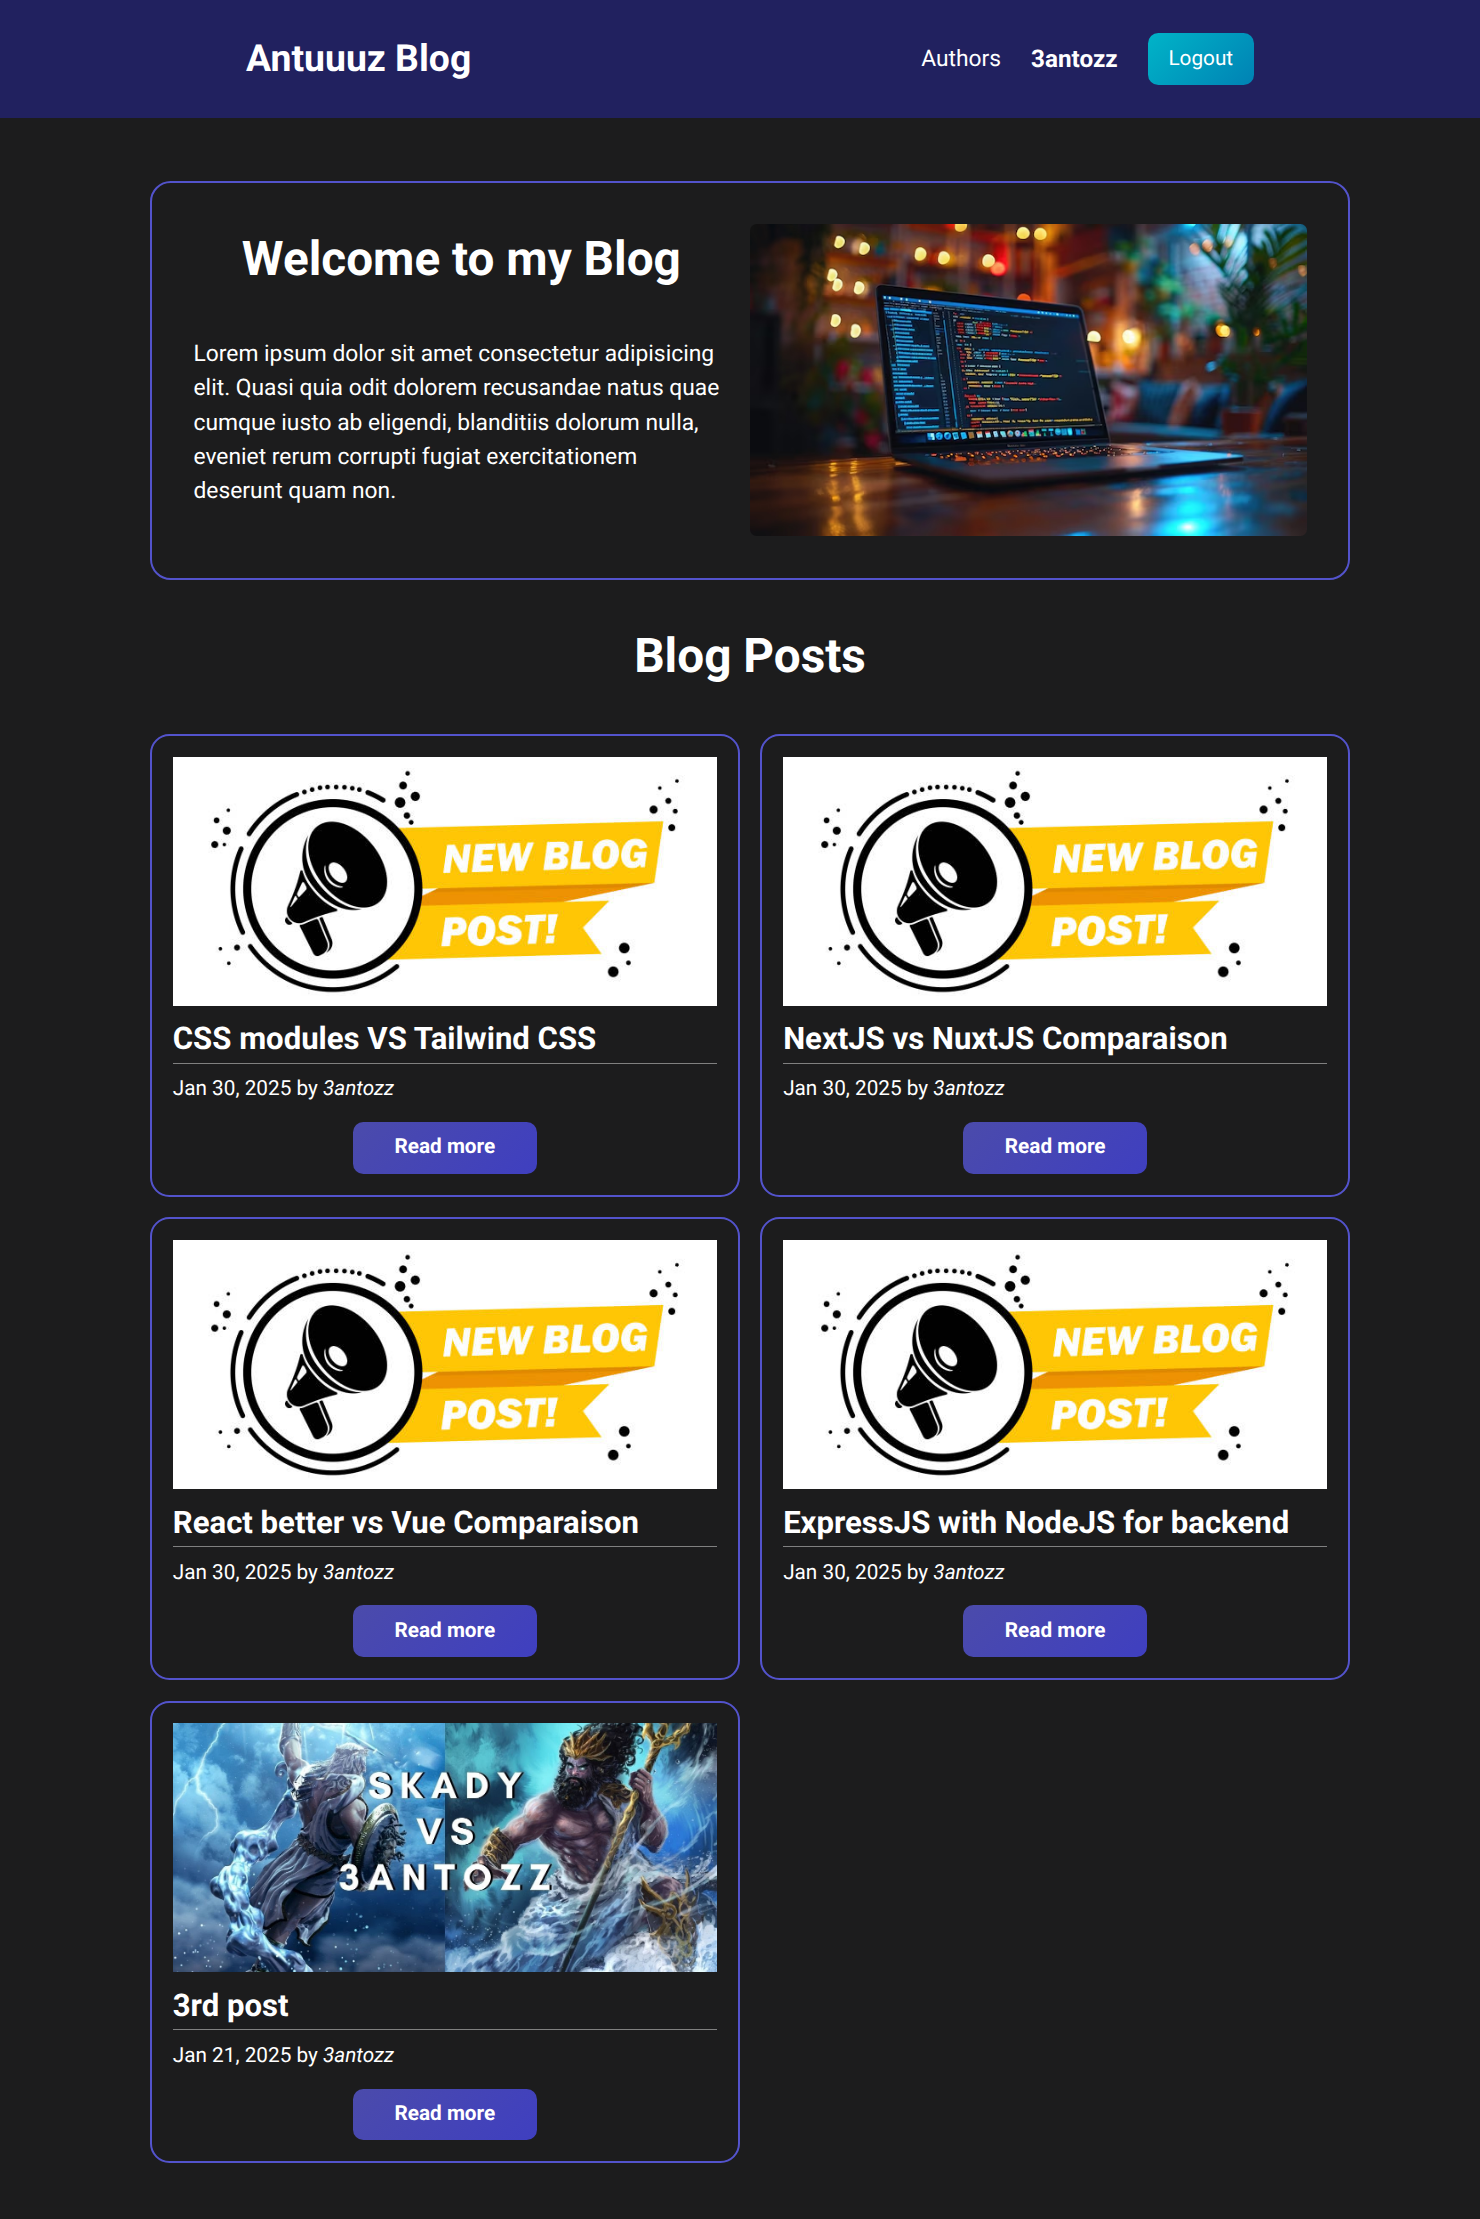 Antuuuz Blog
Authors
3antozz
Logout
Welcome to my Blog
Lorem ipsum dolor sit amet consectetur adipisicing
elit. Quasi quia odit dolorem recusandae natus quae
cumque iusto ab eligendi, blanditiis dolorum nulla,
eveniet rerum corrupti fugiat exercitationem
deserunt quam non.
Blog Posts
NEW BLOG
POST!
CSS modules VS Tailwind CSS
Jan 30, 2025 by 3antozz
Read more
NEW BLOG
POST!
NextJS vs NuxtJS Comparaison
Jan 30, 2025 by 3antozz
Read more
NEW BLOG
POST!
React better vs Vue Comparaison
Jan 30, 2025 by 3antozz
Read more
NEW BLOG
POST!
ExpressJS with NodeJS for backend
Jan 30, 2025 by 3antozz
Read more
SKADY
VS
3ANTOZZ
3rd post
Jan 21, 2025 by 3antozz
Read more